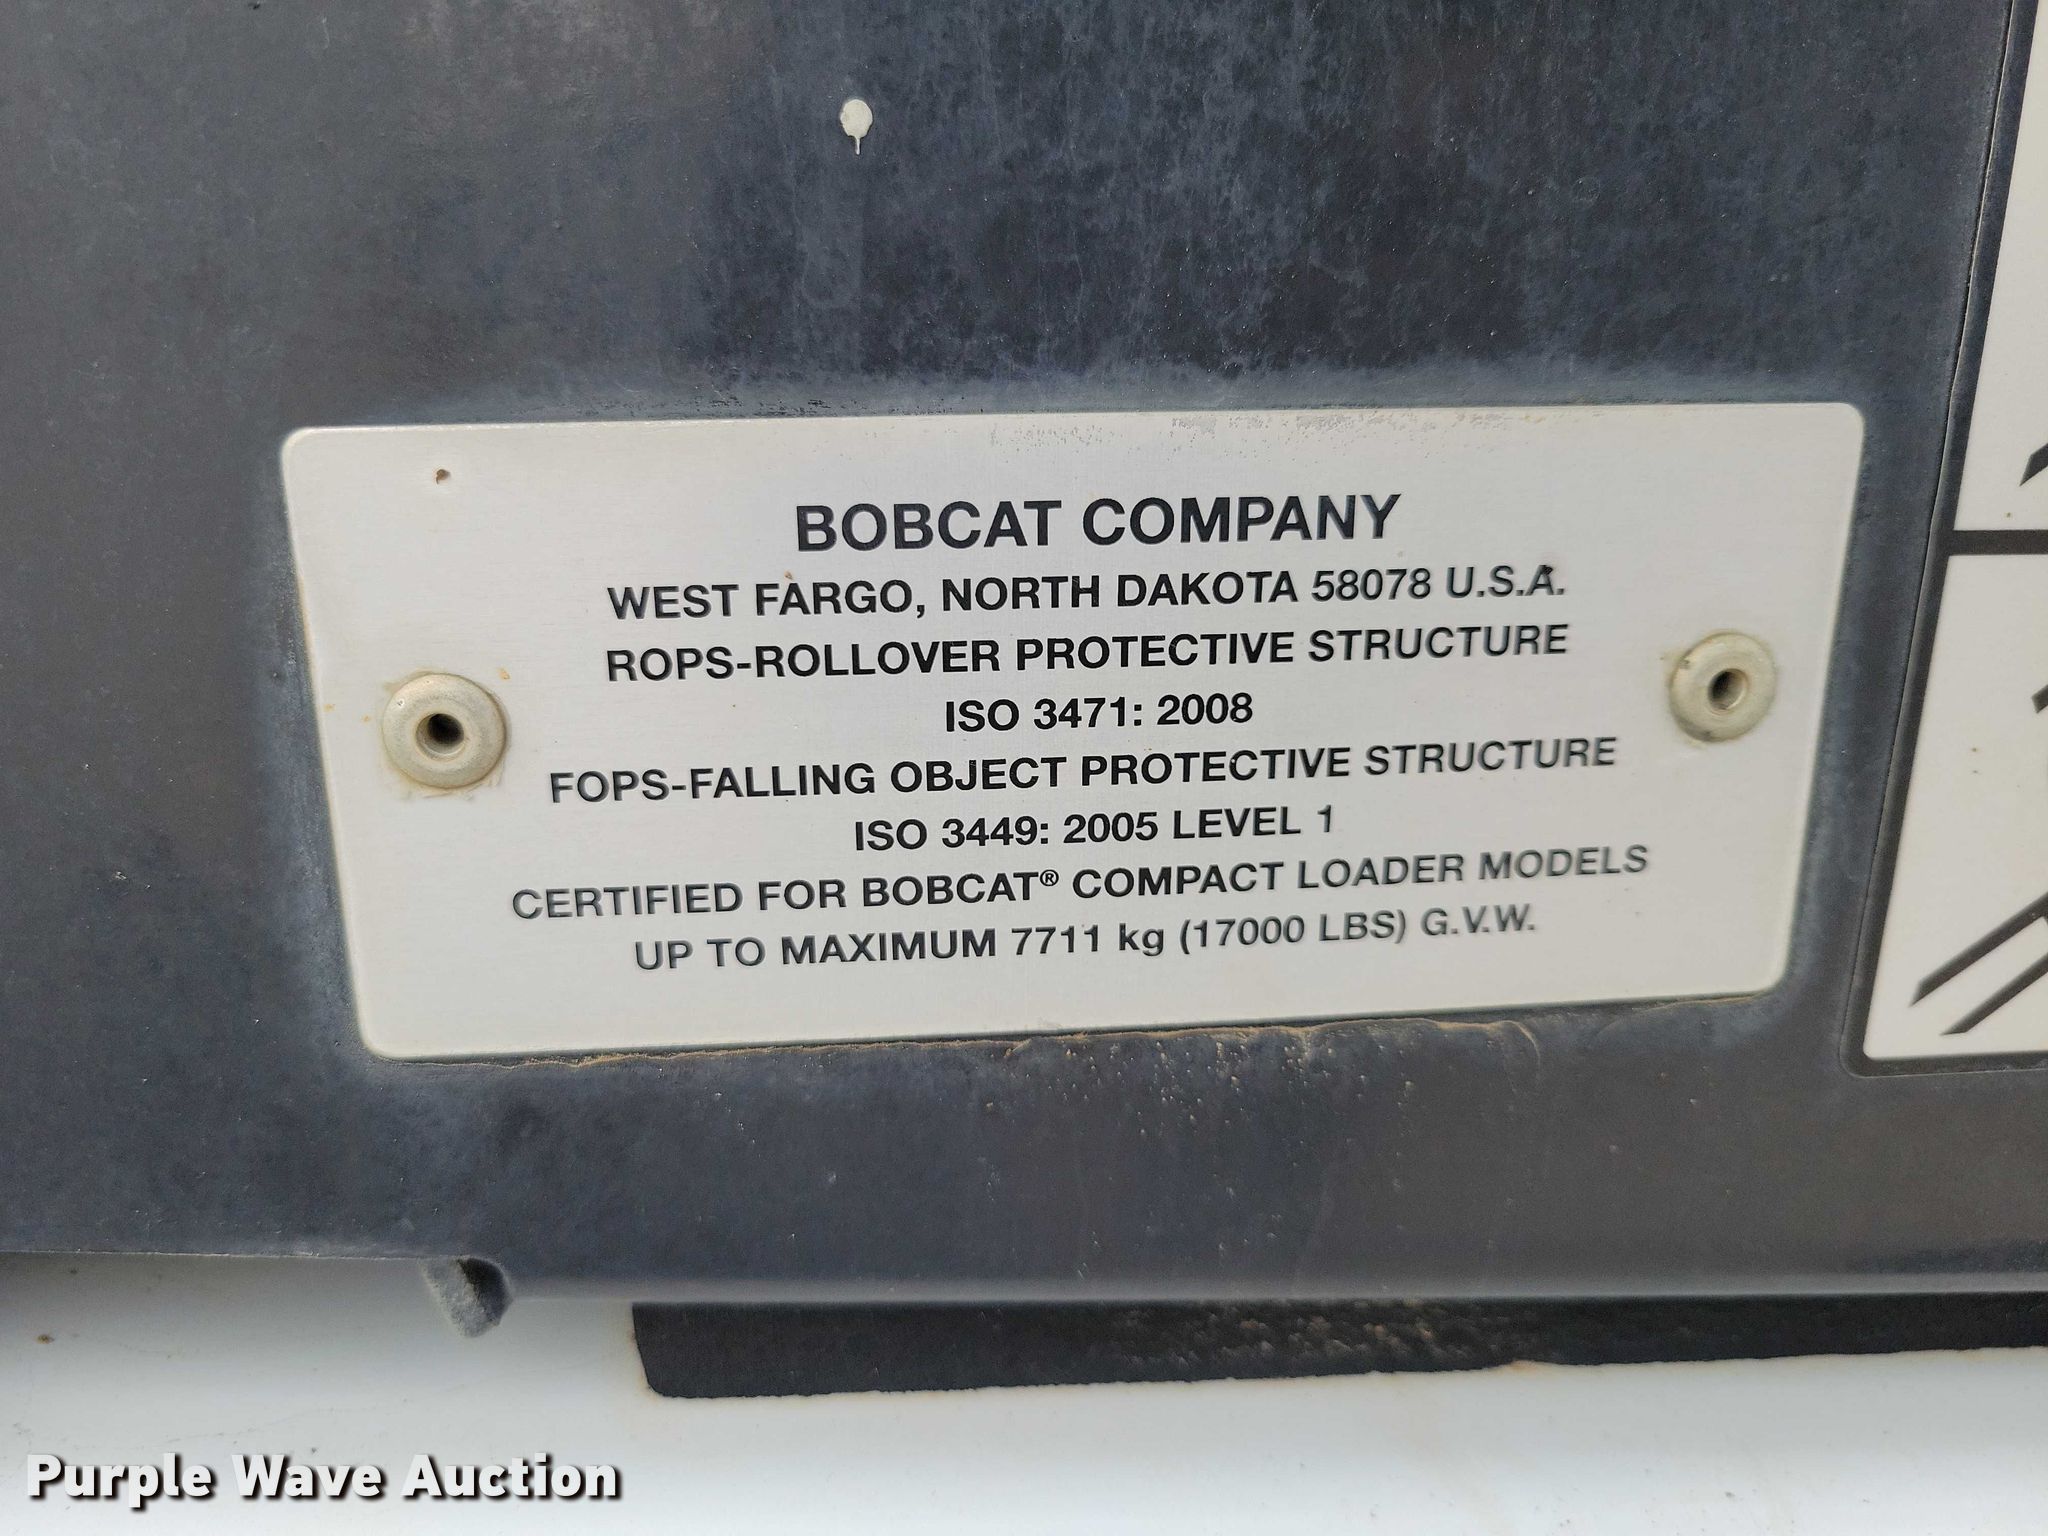 BOBCAT COMPANY
WEST FARGO, NORTH DAKOTA 58078 U.S.A.
ROPS-ROLLOVER PROTECTIVE STRUCTURE
ISO 3471: 2008
FOPS-FALLING OBJECT PROTECTIVE STRUCTURE
ISO 3449: 2005 LEVEL 1
CERTIFIED FOR BOBCAT® COMPACT LOADER MODELS
UP TO MAXIMUM 7711 kg (17000 LBS) G.V.W.
Purple Wave Auction